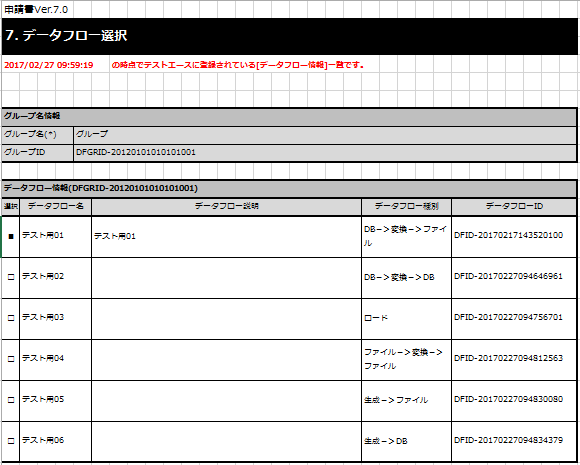 申請書Ver.7.0
7. データフロー選択
2017/02/27 09:59:19 の時点でテストエースに登録されている[データフロー情報]一覧です。
グループ名情報
グループ名(*) グループ
グループID DFGRID-20120101010101001
データフロー情報(DFGRID-20120101010101001)
選択 データフロー名 データフロー説明 データフロー種別 データフローID
■ テスト用01 テスト用01 DB−＞変換−＞ファイ
ル DFID-20170217143520100
□ テスト用02 DB−＞変換−＞DB DFID-20170227094646961
□ テスト用03 ロード DFID-20170227094756701
□ テスト用04 ファイル−＞変換−＞
ファイル DFID-20170227094812563
□ テスト用05 生成−＞ファイル DFID-20170227094830080
□ テスト用06 生成−＞DB DFID-20170227094834379